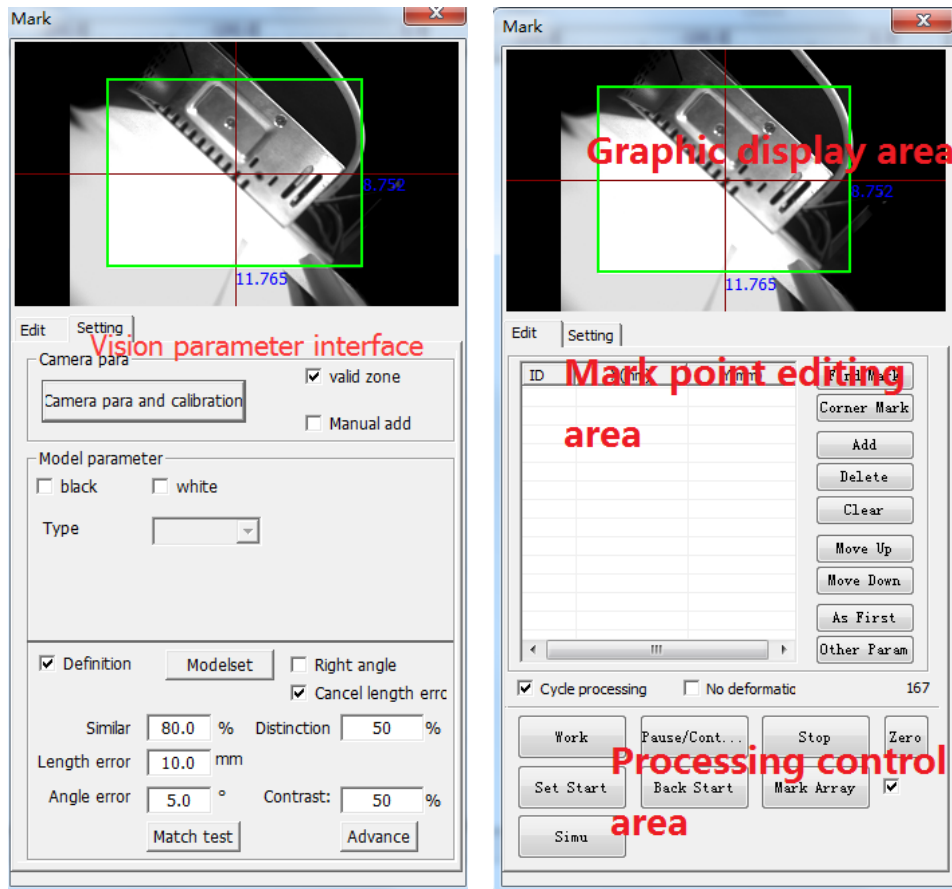 Mark
8.752
11.765
Edit
Setting
Vision parameter interface
Camera para
Camera para and calibration
valid zone
Manual add
Model parameter
black
white
Type
Definition
Modelset
Right angle
Cancel length errc
Similar
80.0
%
Distinction
50
%
Length error
10.0
mm
Angle error
5.0
°
Contrast:
50
%
Match test
Advance
Mark
Graphic display area
8.752
11.765
Edit
Setting
ID
Mark point editing
area
Find Mark
Corner Mark
Add
Delete
Clear
Move Up
Move Down
As First
Other Param
Cycle processing
No deformatic
167
Work
Pause/Cont...
Stop
Zero
Processing control
area
Set Start
Back Start
Mark Array
Simu